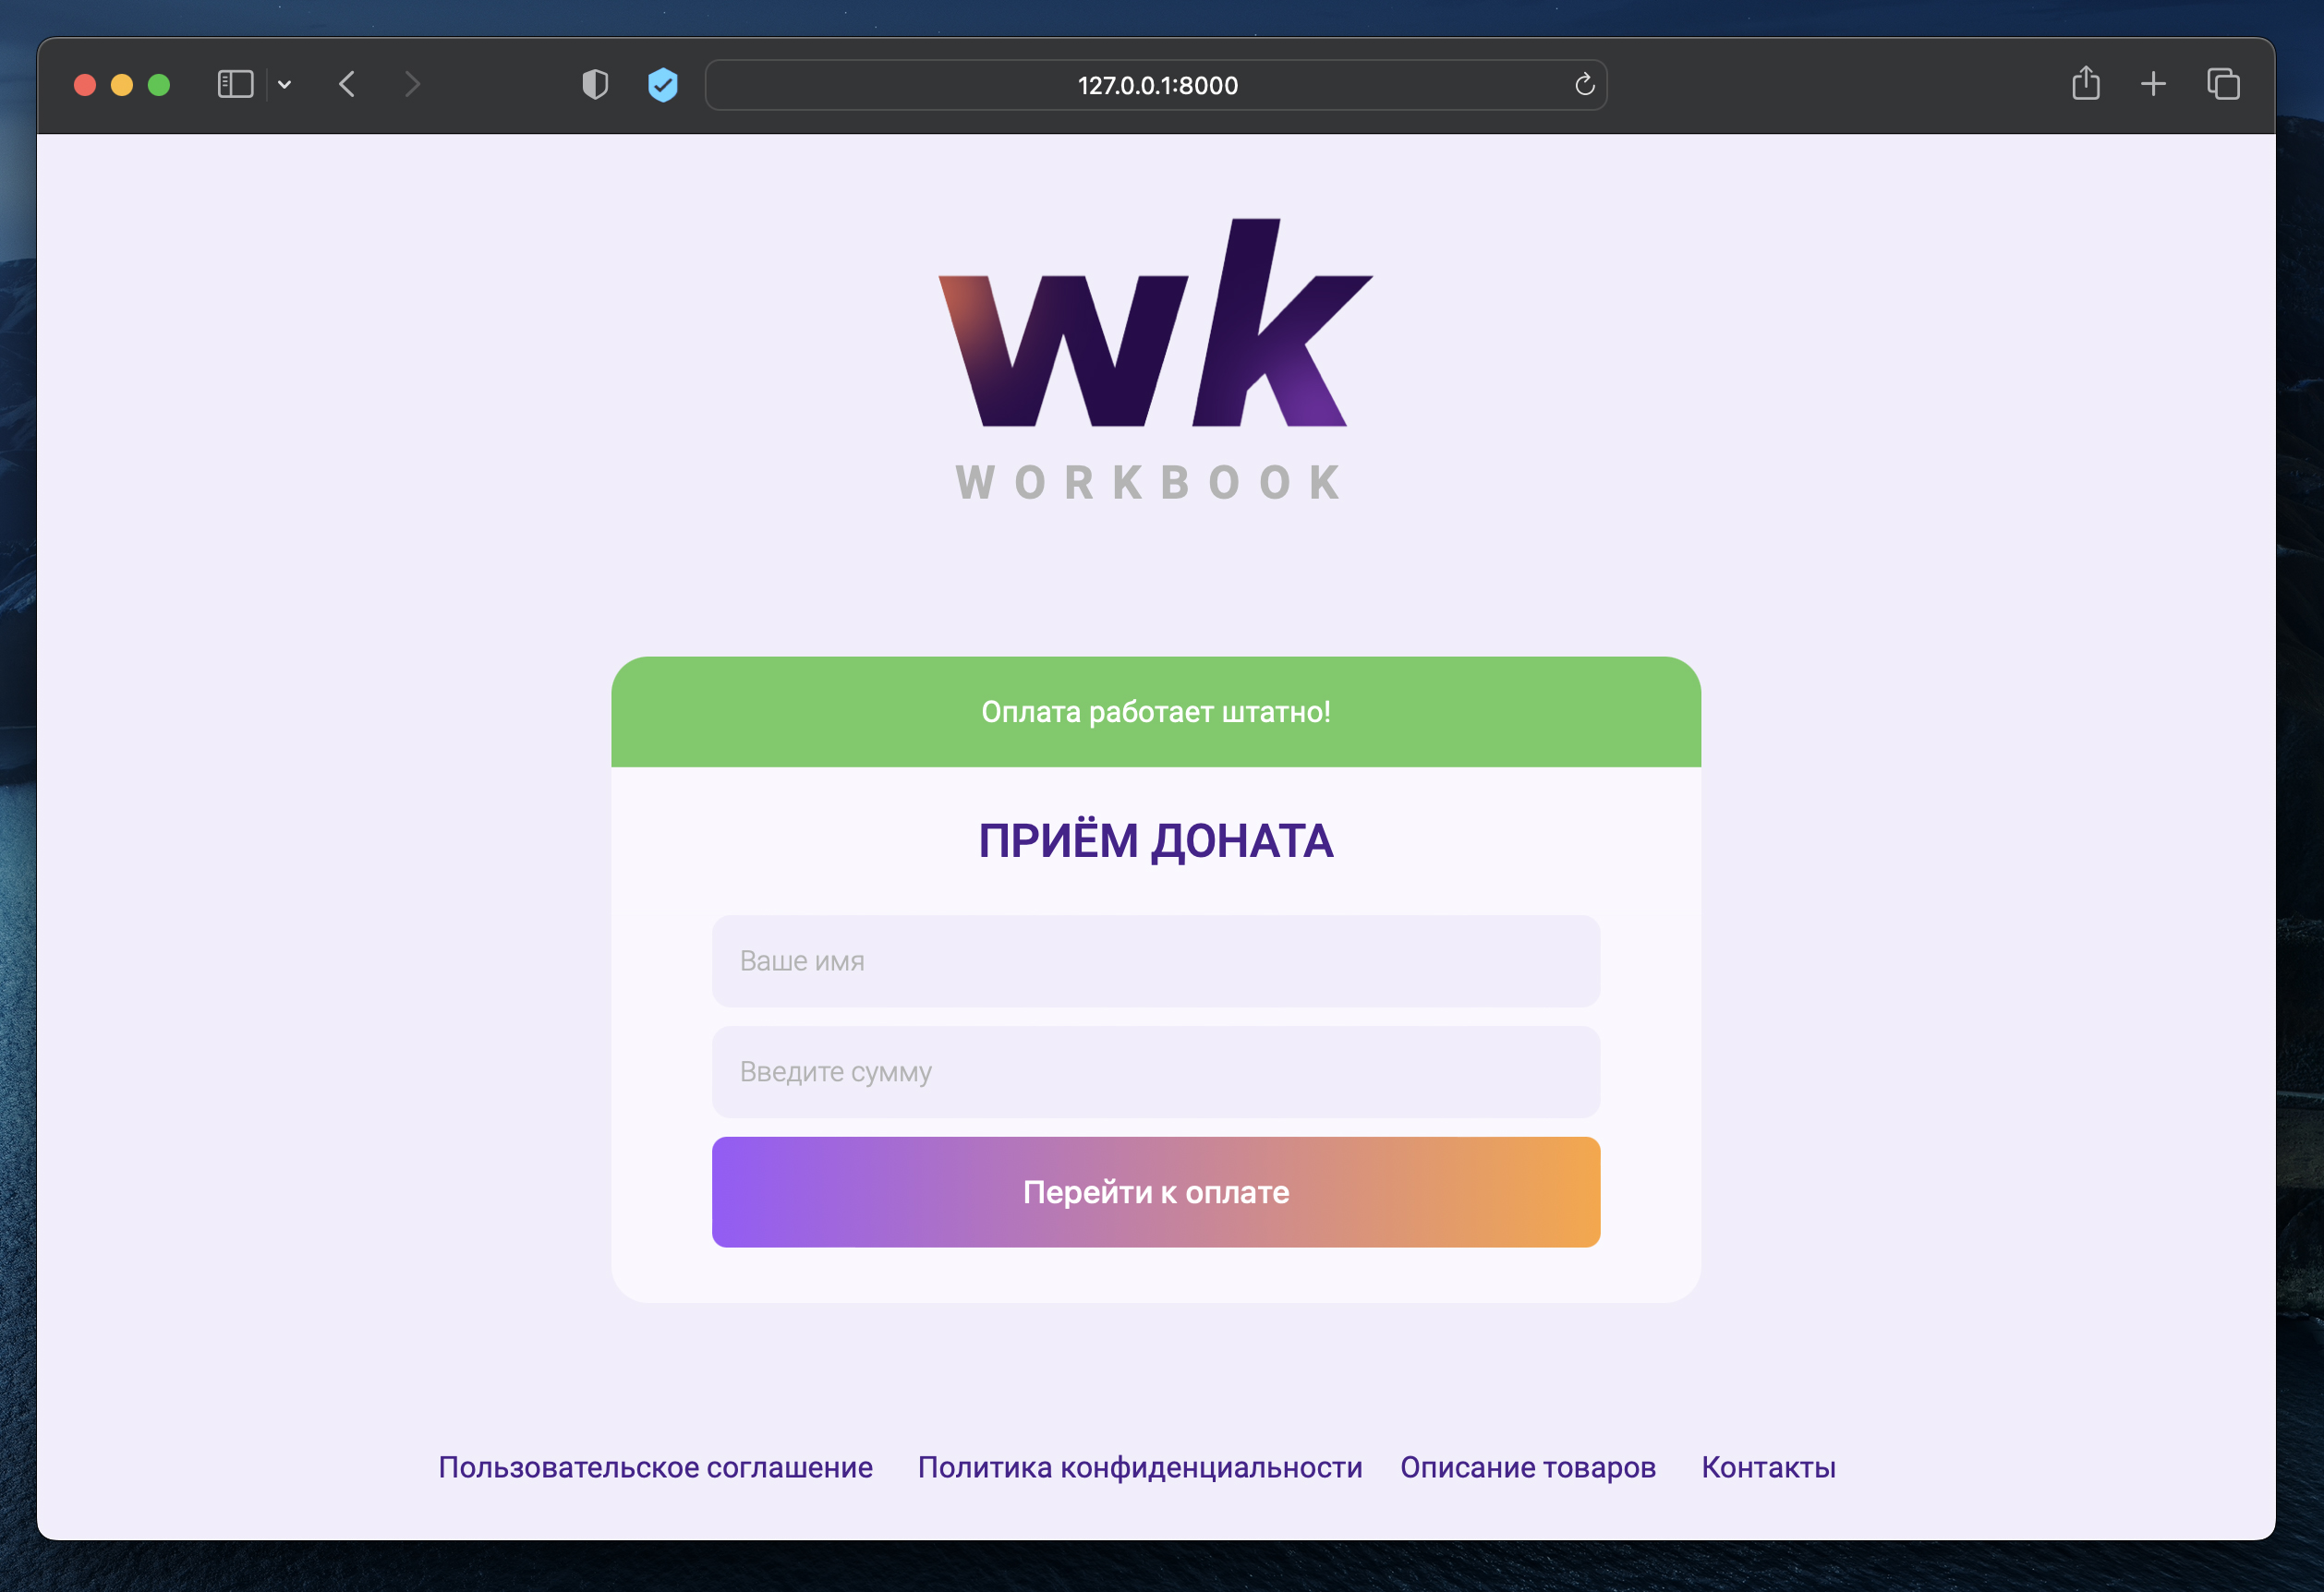 127.0.0.1:8000
wk
WORKBOOK
Оплата работает штатно!
ПРИЁМ ДОНАТА
Ваше имя
Введите сумму
Перейти к оплате
Пользовательское соглашение Политика конфиденциальности Описание товаров Контакты